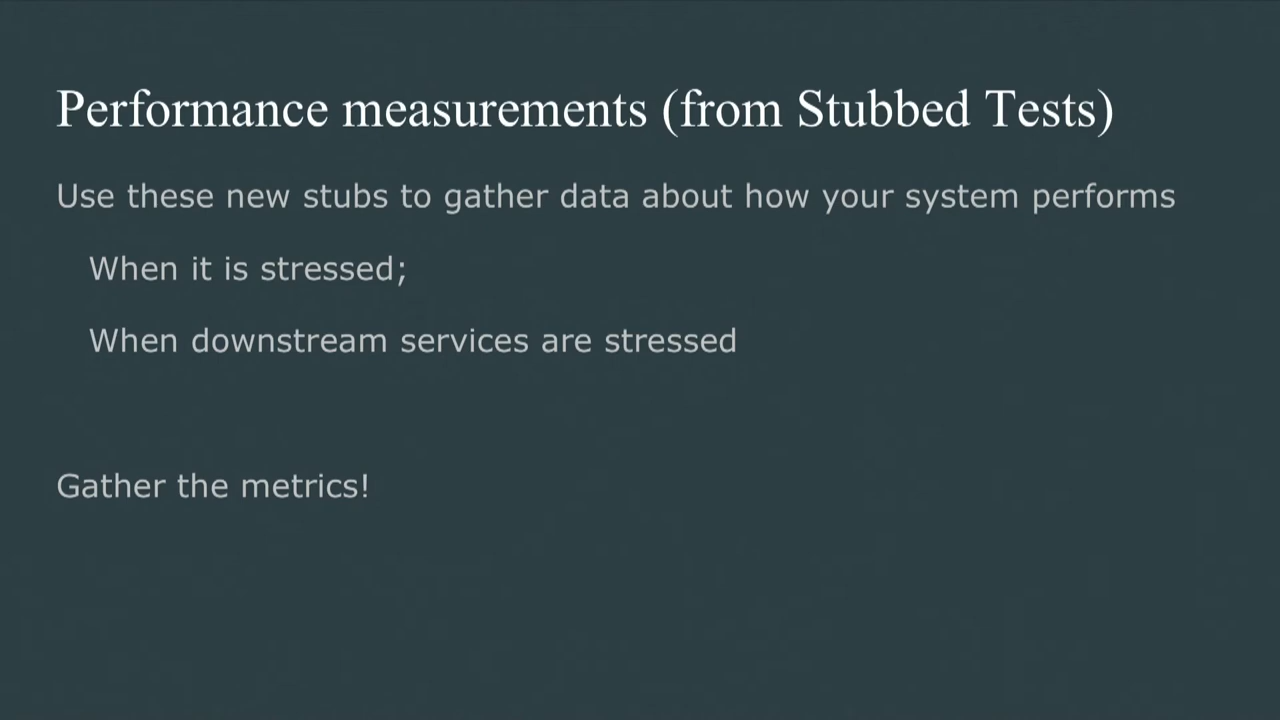 Performance measurements (from Stubbed Tests)
Use these new stubs to gather data about how your system performs
When it is stressed;
When downstream services are stressed
Gather the metrics!